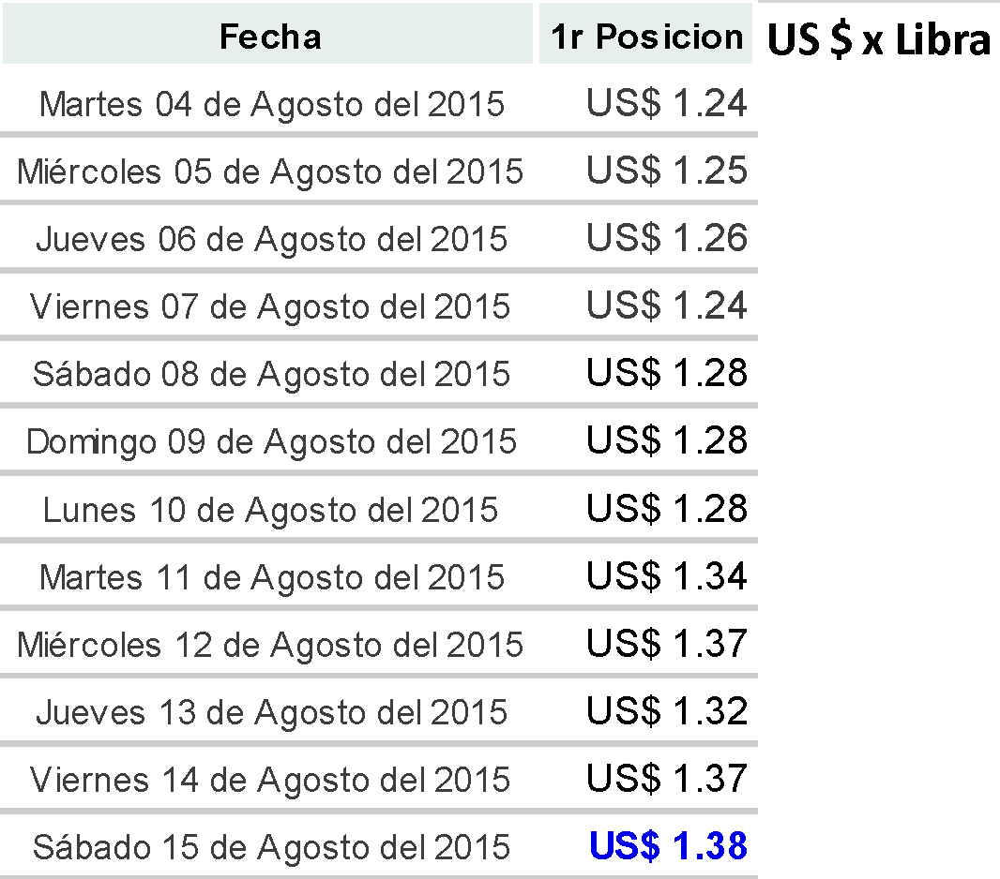 Fecha 1r Posicion US $ x Libra
Martes 04 de Agosto del 2015 US$ 1.24
Miércoles 05 de Agosto del 2015 US$ 1.25
Jueves 06 de Agosto del 2015 US$ 1.26
Viernes 07 de Agosto del 2015 US$ 1.24
Sábado 08 de Agosto del 2015 US$ 1.28
Domingo 09 de Agosto del 2015 US$ 1.28
Lunes 10 de Agosto del 2015 US$ 1.28
Martes 11 de Agosto del 2015 US$ 1.34
Miércoles 12 de Agosto del 2015 US$ 1.37
Jueves 13 de Agosto del 2015 US$ 1.32
Viernes 14 de Agosto del 2015 US$ 1.37
Sábado 15 de Agosto del 2015 US$ 1.38